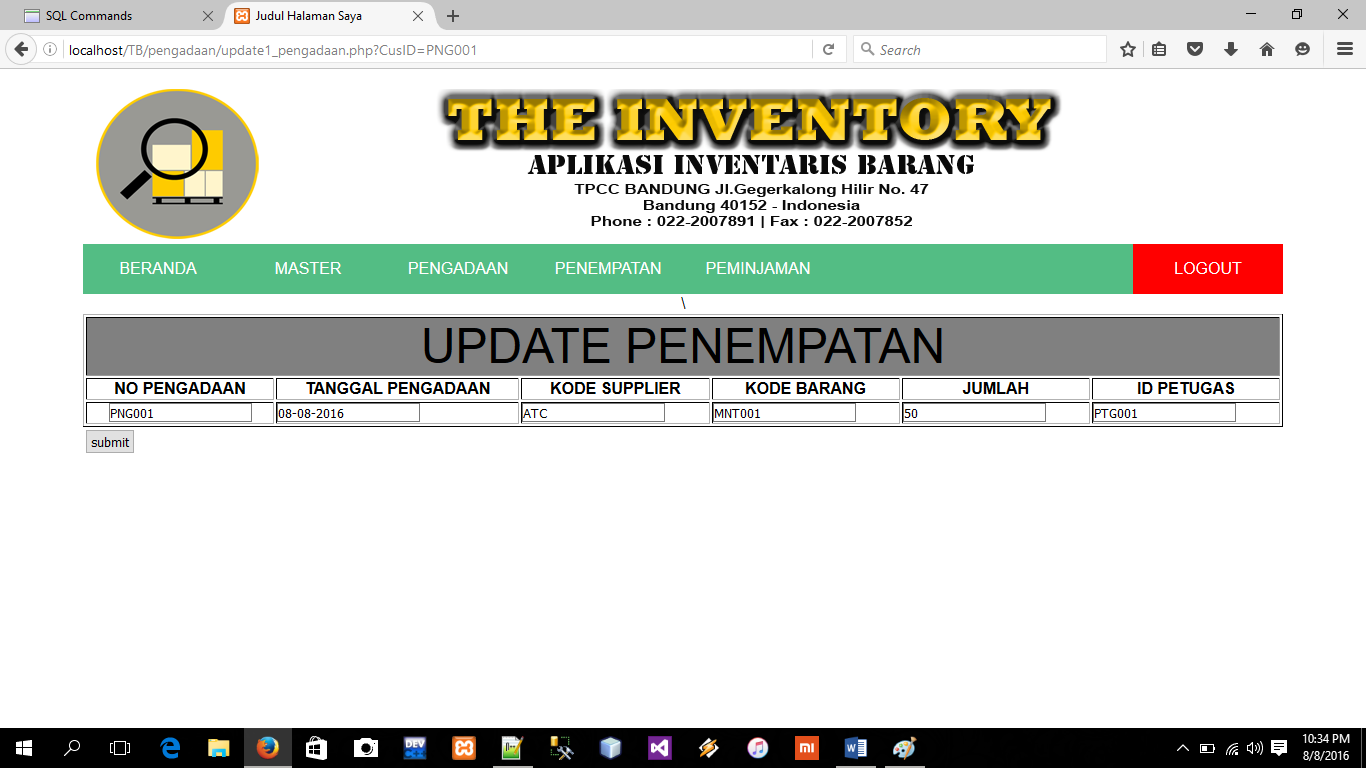 SQL Commands
Judul Halaman Saya
localhost/TB/pengadaan/update1_pengadaan.php?CusID=PNG001
Search
THE INVENTORY
APLIKASI INVENTARIS BARANG
TPCC BANDUNG Jl.Gegerkalong Hilir No. 47
Bandung 40152 - Indonesia
Phone : 022-2007891 | Fax : 022-2007852
BERANDA MASTER PENGADAAN PENEMPATAN PEMINJAMAN LOGOUT
\
UPDATE PENEMPATAN
NO PENGADAAN TANGGAL PENGADAAN KODE SUPPLIER KODE BARANG JUMLAH ID PETUGAS
PNG001 08-08-2016 ATC MNT001 50 PTG001
submit
DEV
10:34 PM
8/8/2016